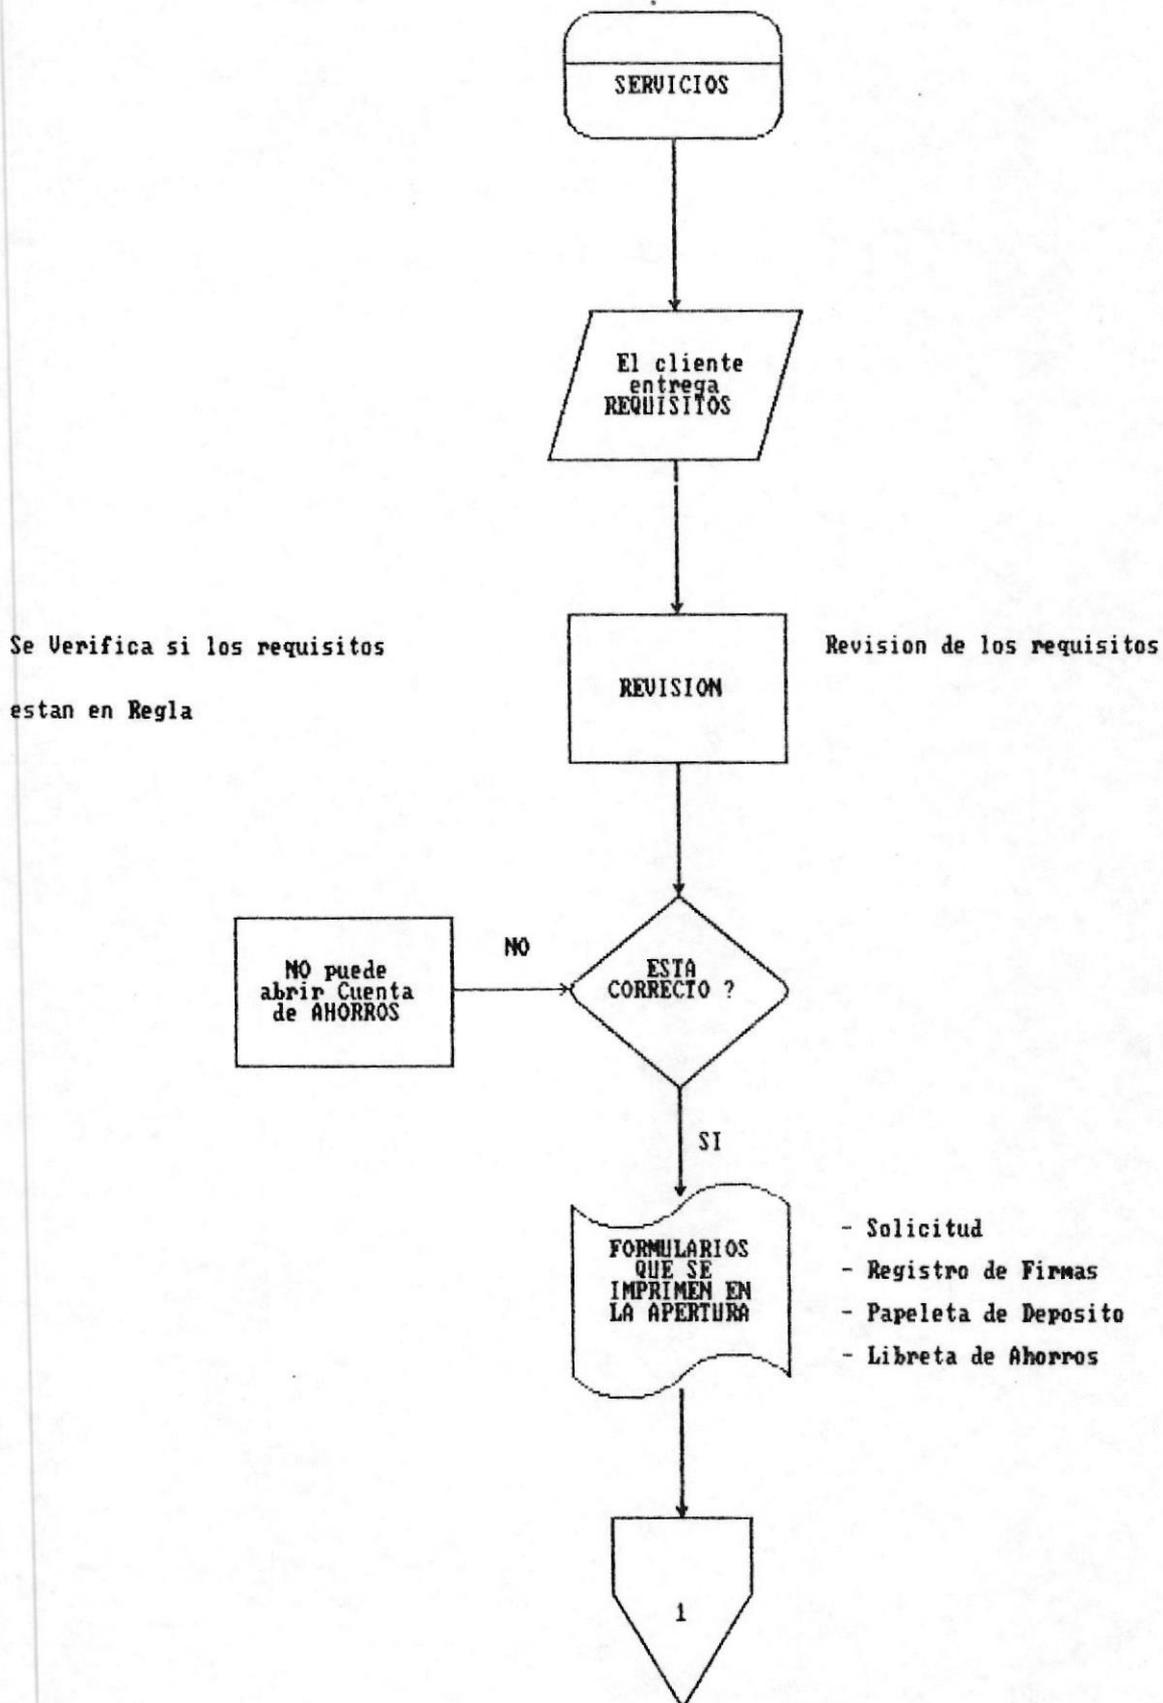 SERVICIOS
El cliente
entrega
REQUISITOS
Se Verifica si los requisitos
estan en Regla
REVISION
Revision de los requisitos
NO puede
abrir Cuenta
de AHORROS
NO
ESTA
CORRECTO ?
SI
FORMULARIOS
QUE SE
IMPRIMEN EN
LA APERTURA
- Solicitud
- Registro de Firmas
- Papeleta de Deposito
- Libreta de Ahorros
1